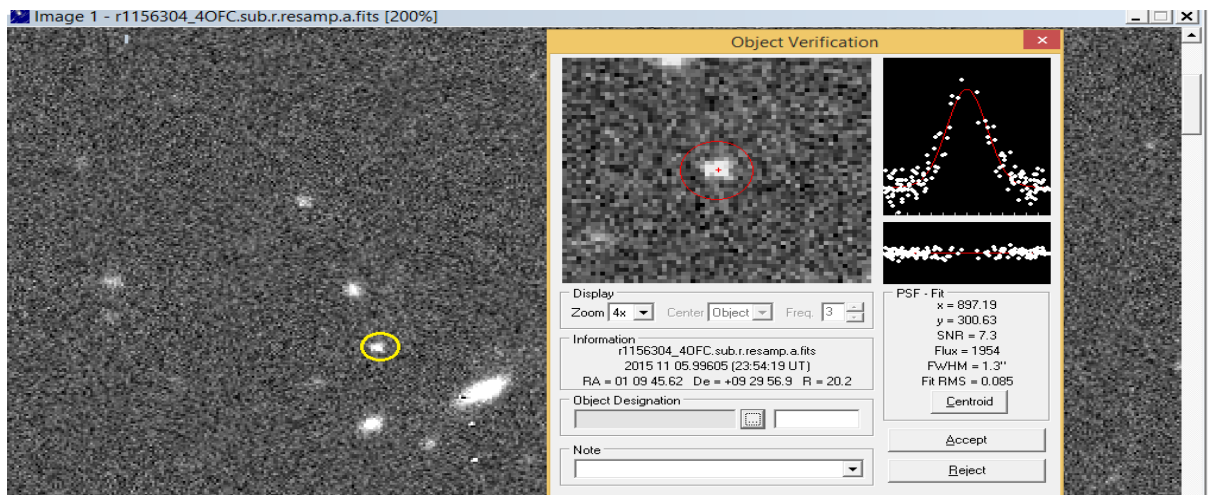 Image 1 - r1156304_4OFC.sub.r.resamp.a.fits [200%]
Object Verification
Display
Zoom 4x Center Object Freq. 3
Information
r1156304_4OFC.sub.r.resamp.a.fits
2015 11 05.99605 (23:54:19 UT)
RA = 01 09 45.62 De = +09 29 56.9 R = 20.2
Object Designation
...
Note
PSF - Fit
x = 897.19
y = 300.63
SNR = 7.3
Flux = 1954
FWHM = 1.3"
Fit RMS = 0.085
Centroid
Accept
Reject